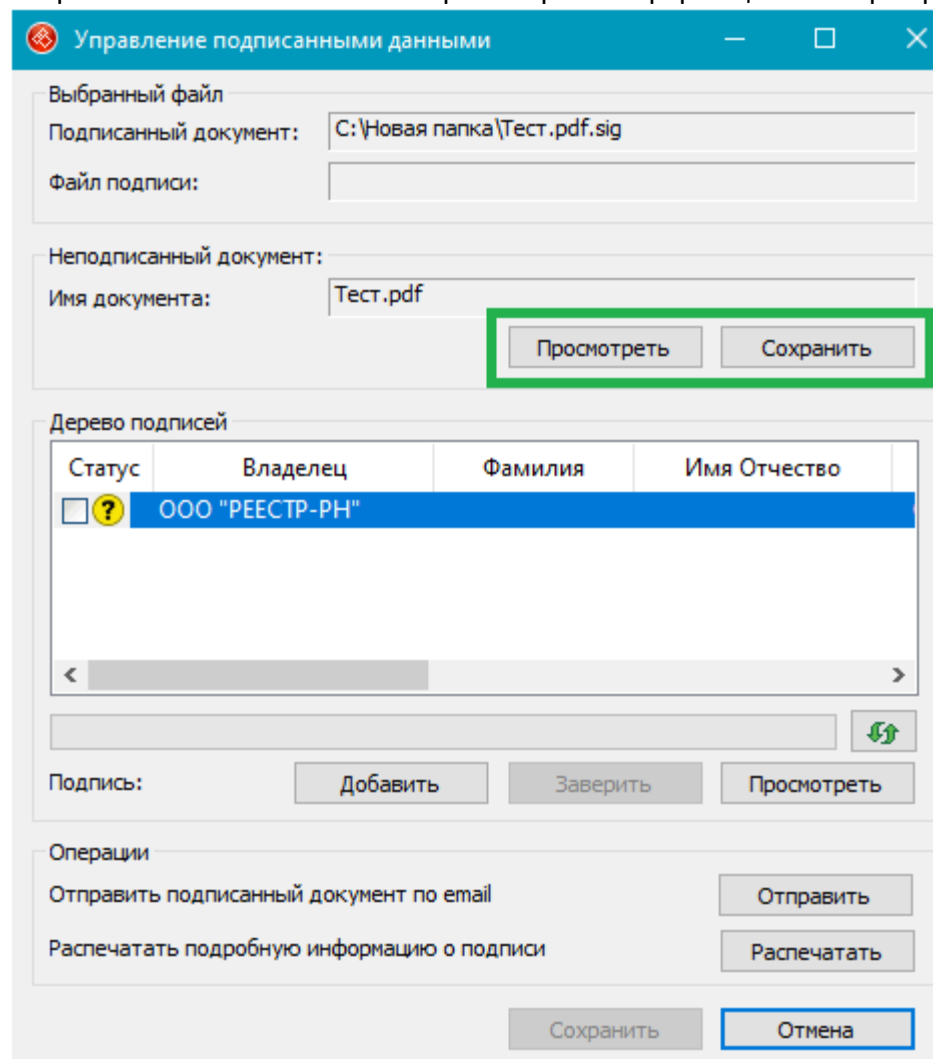 Управление подписанными данными
Выбранный файл
Подписанный документ: C:\Новая папка\Тест.pdf.sig
Файл подписи:
Неподписанный документ:
Имя документа: Тест.pdf
Просмотреть Сохранить
Дерево подписей
Статус Владелец Фамилия Имя Отчество
? ООО "РЕЕСТР-РН"
Подпись: Добавить Заверить Просмотреть
Операции
Отправить подписанный документ по email Отправить
Распечатать подробную информацию о подписи Распечатать
Сохранить Отмена